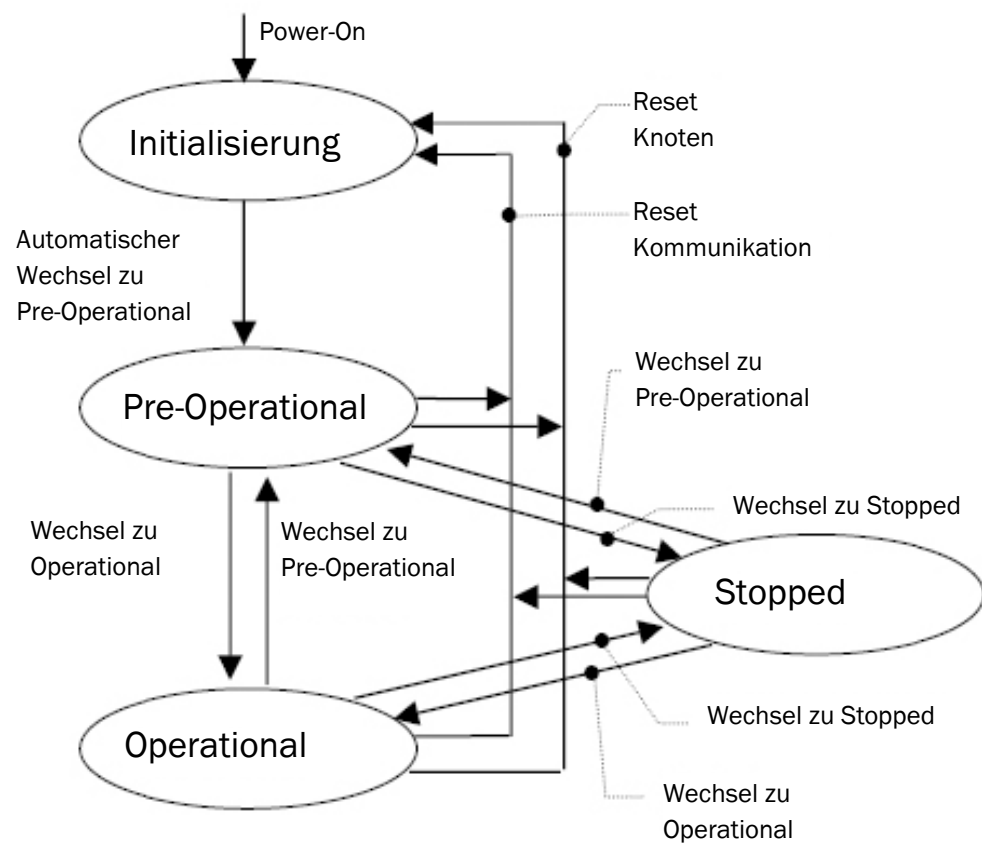 Power-On
Initialisierung
Reset
Knoten
Reset
Kommunikation
Automatischer
Wechsel zu
Pre-Operational
Pre-Operational
Wechsel zu
Pre-Operational
Wechsel zu Stopped
Wechsel zu
Operational
Wechsel zu
Pre-Operational
Stopped
Operational
Wechsel zu Stopped
Wechsel zu
Operational